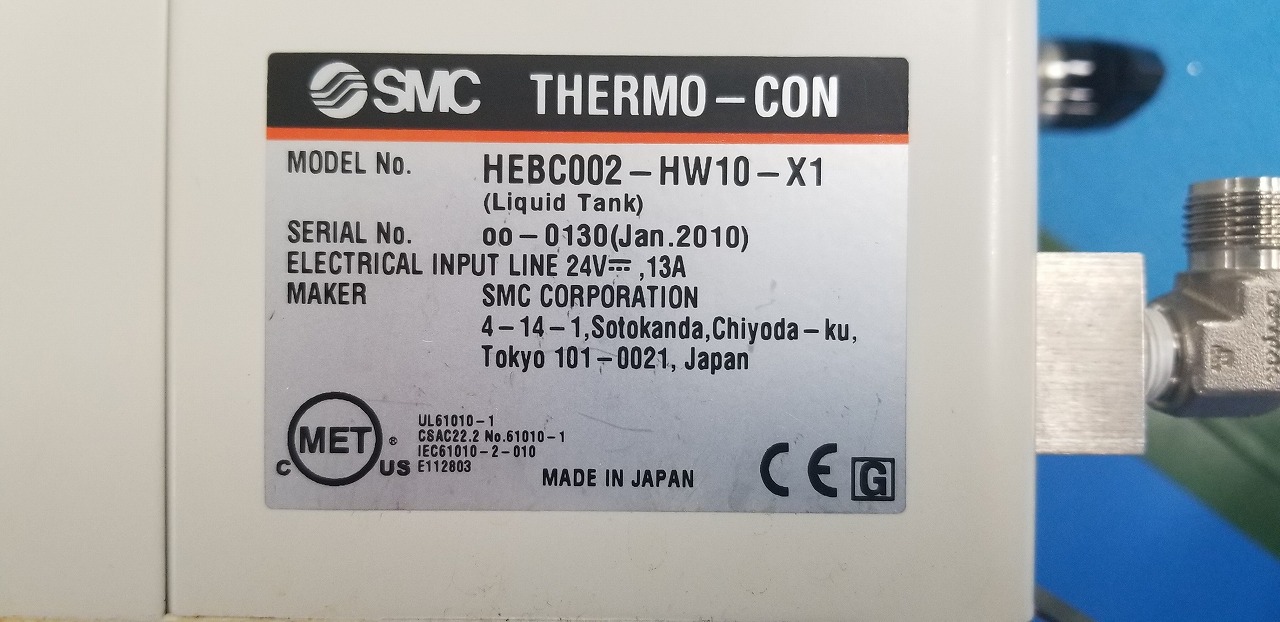 SMC THERMO-CON
MODEL No. HEBC002-HW10-X1
(Liquid Tank)
SERIAL No. oo-0130(Jan.2010)
ELECTRICAL INPUT LINE 24V⎓,13A
MAKER SMC CORPORATION
4-14-1,Sotokanda,Chiyoda-ku,
Tokyo 101-0021, Japan
C MET ® US
UL61010-1
CSAC22.2 No.61010-1
IEC61010-2-010
E112803
MADE IN JAPAN
CE G